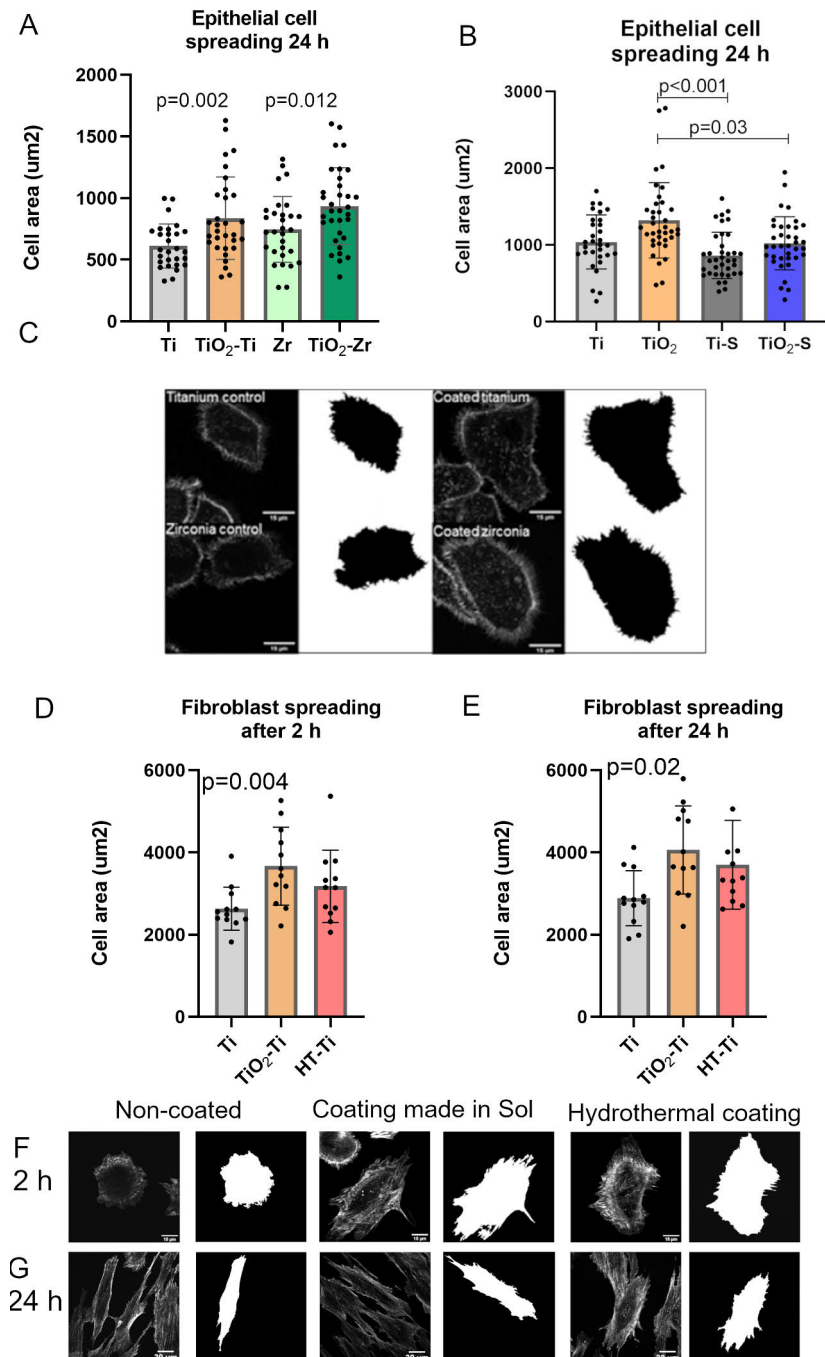 A
Epithelial cell
spreading 24 h
Cell area (um2)
2000
1500
1000
500
0
p=0.002
p=0.012
Ti
TiO₂-Ti
Zr
TiO₂-Zr
B
Epithelial cell
spreading 24 h
Cell area (um2)
3000
2000
1000
0
p<0.001
p=0.03
Ti
TiO₂
Ti-S
TiO₂-S
C
Titanium control
15 µm
Coated titanium
15 µm
Zirconia control
15 µm
Coated zirconia
15 µm
D
Fibroblast spreading
after 2 h
Cell area (um2)
6000
4000
2000
0
p=0.004
Ti
TiO₂-Ti
HT-Ti
E
Fibroblast spreading
after 24 h
Cell area (um2)
6000
4000
2000
0
p=0.02
Ti
TiO₂-Ti
HT-Ti
Non-coated
Coating made in Sol
Hydrothermal coating
F
2 h
G
24 h